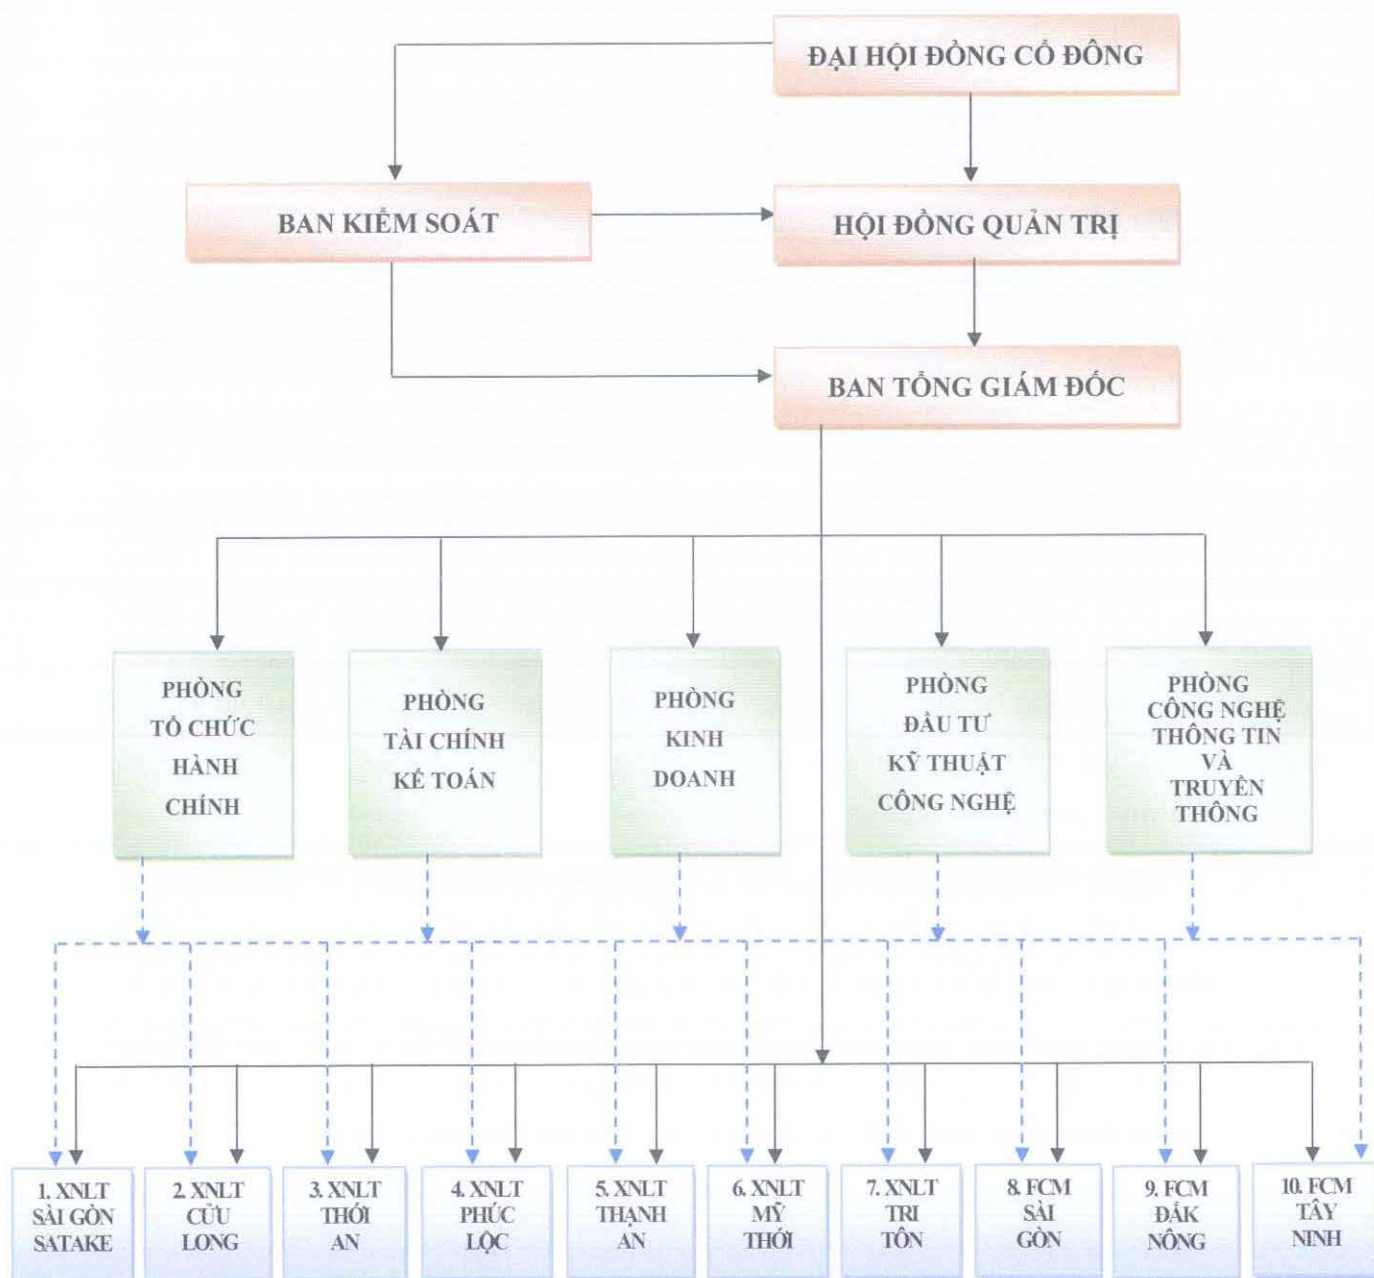 ĐẠI HỘI ĐỒNG CỔ ĐÔNG
BAN KIỂM SOÁT
HỘI ĐỒNG QUẢN TRỊ
BAN TỔNG GIÁM ĐỐC
PHÒNG
TỔ CHỨC
HÀNH
CHÍNH
PHÒNG
TÀI CHÍNH
KẾ TOÁN
PHÒNG
KINH
DOANH
PHÒNG
ĐẦU TƯ
KỸ THUẬT
CÔNG NGHỆ
PHÒNG
CÔNG NGHỆ
THÔNG TIN
VÀ
TRUYỀN
THÔNG
1. XNLT
SÀI GÒN
SATAKE
2. XNLT
CỬU
LONG
3. XNLT
THỚI
AN
4. XNLT
PHÚC
LỘC
5. XNLT
THẠNH
AN
6. XNLT
MỸ
THỚI
7. XNLT
TRI
TÔN
8. FCM
SÀI
GÒN
9. FCM
ĐẮK
NÔNG
10. FCM
TÂY
NINH